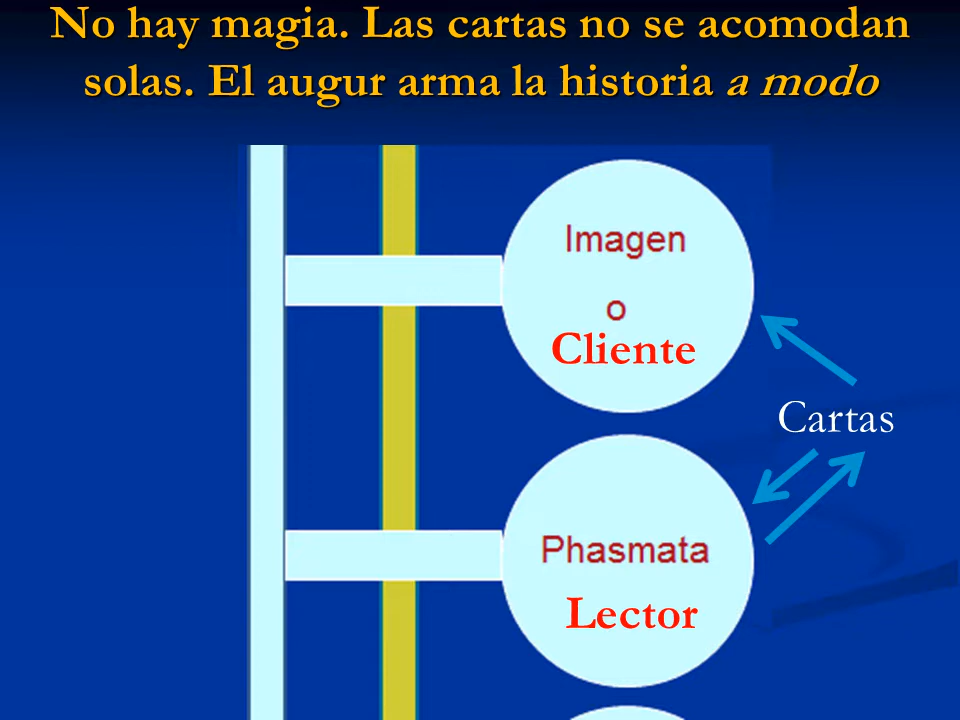 No hay magia. Las cartas no se acomodan
solas. El augur arma la historia a modo
Imagen
o
Cliente
Cartas
Phasmata
Lector